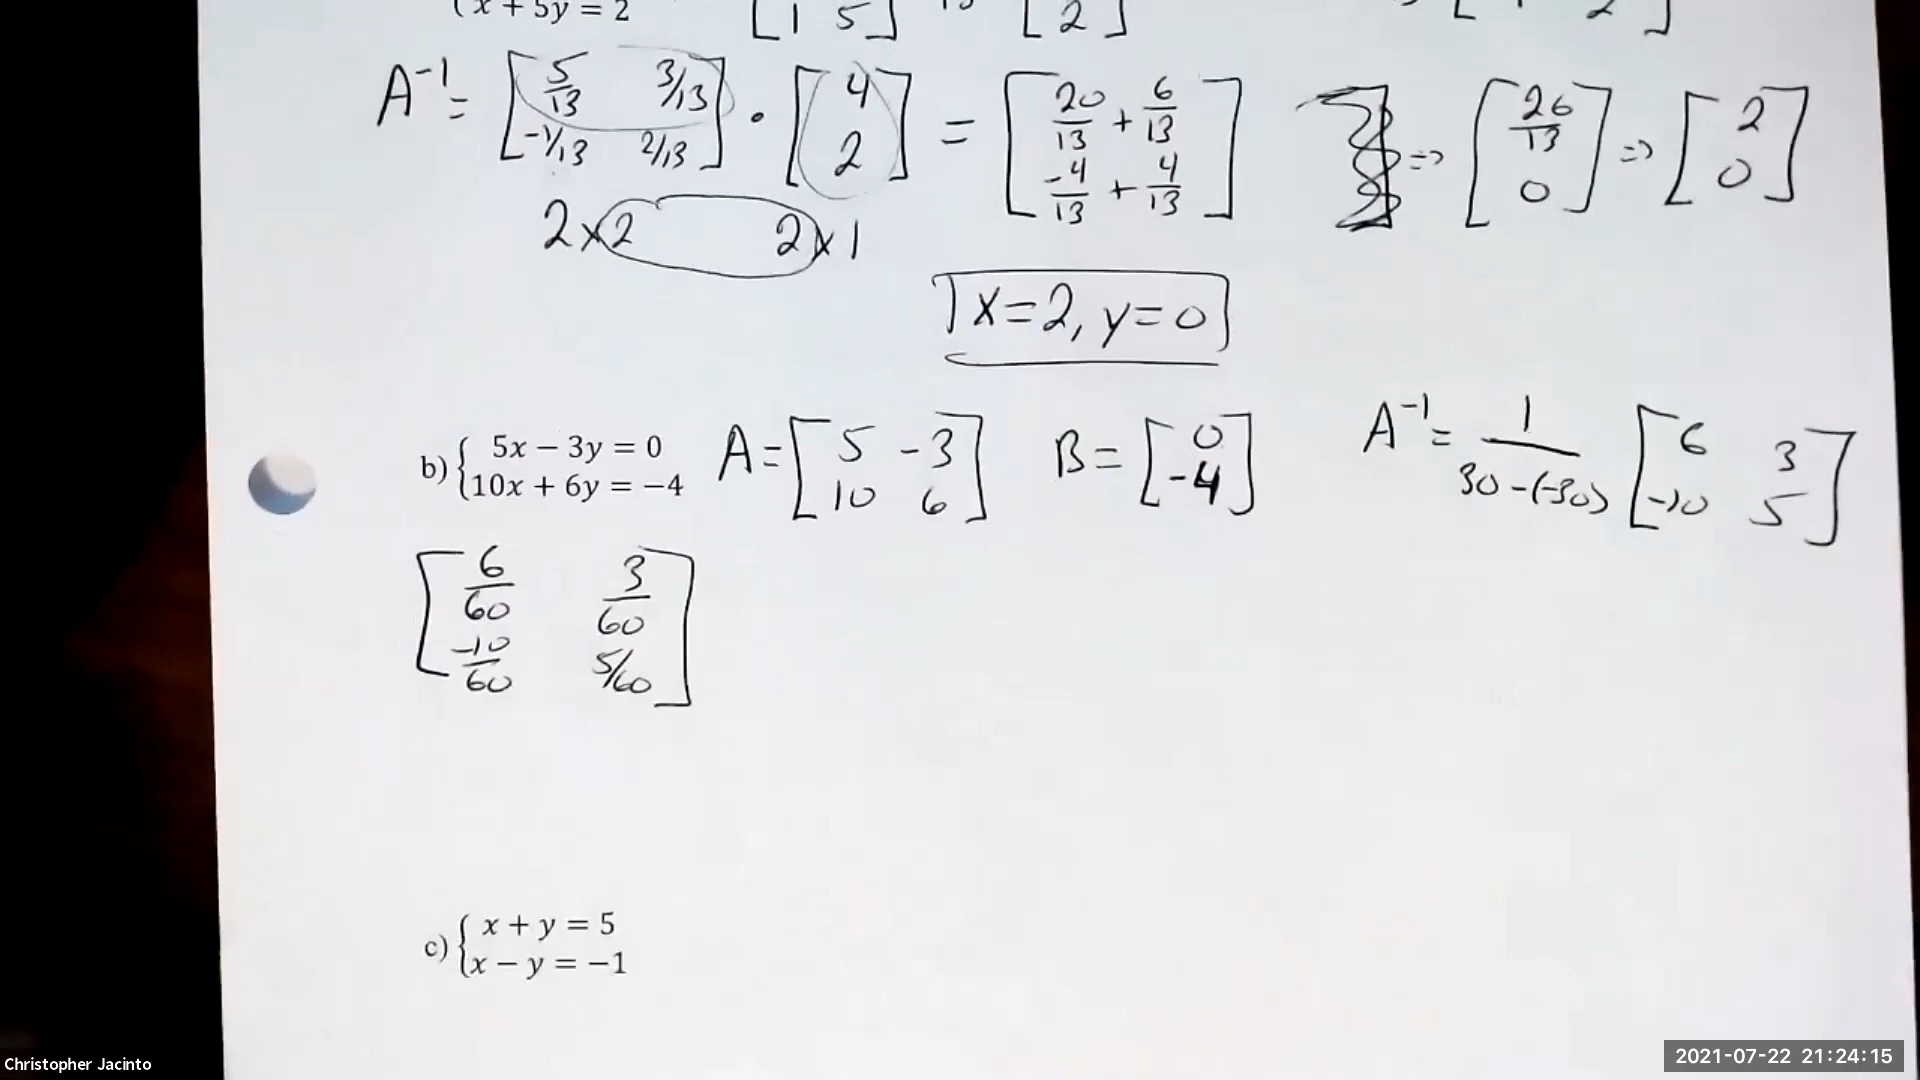 x + 5y = 2 [1 5] [2]
A⁻¹ = [5/13 3/13; -1/13 2/13] · [4; 2] = [20/13 + 6/13; -4/13 + 4/13] => [26/13; 0] => [2; 0]
2x2 2x1
x=2, y=0
b) { 5x − 3y = 0 A = [5 -3; 10 6] B = [0; -4] A⁻¹ = 1/(30-(-30)) [6 3; -10 5]
10x + 6y = −4
[6/60 3/60; -10/60 5/60]
c) { x + y = 5
x − y = −1
Christopher Jacinto
2021-07-22 21:24:15